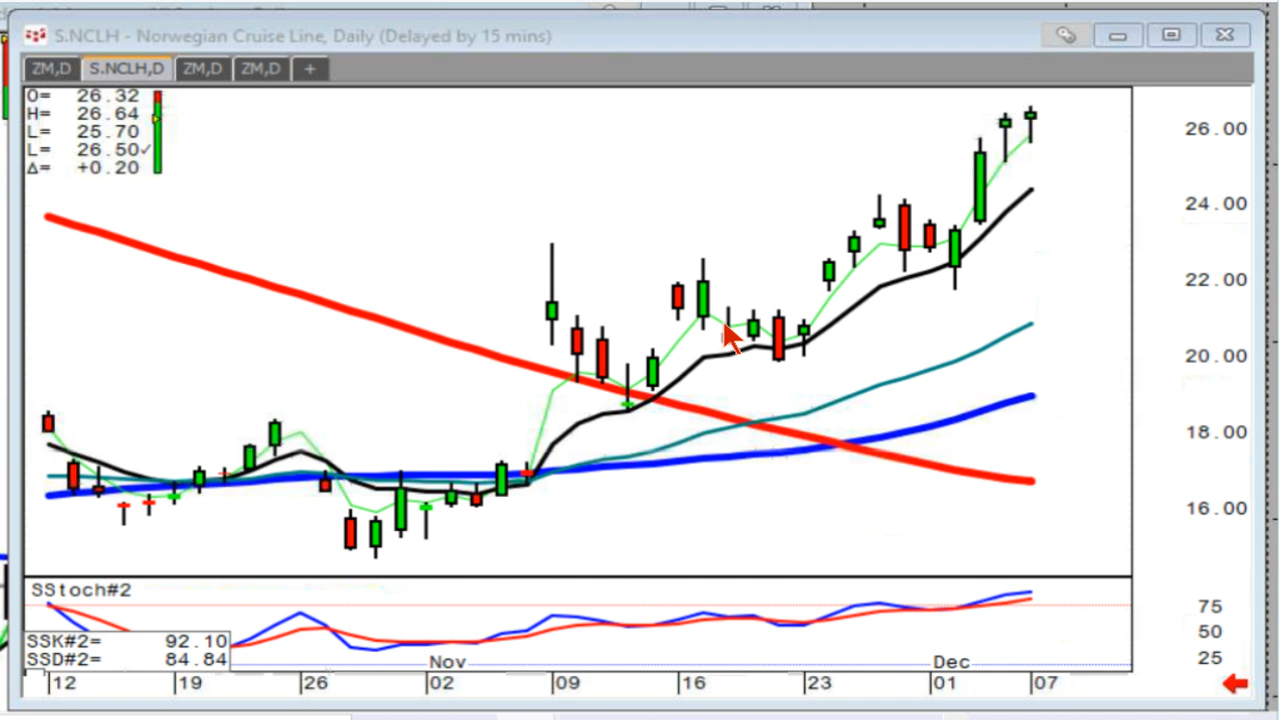 S.NCLH - Norwegian Cruise Line, Daily (Delayed by 15 mins)
ZM,D S.NCLH,D ZM,D ZM,D +
O= 26.32
H= 26.64
L= 25.70
L= 26.50✓
Δ= +0.20
26.00
24.00
22.00
20.00
18.00
16.00
SStoch#2
SSK#2= 92.10
SSD#2= 84.84
75
50
25
Nov Dec
12 19 26 02 09 16 23 01 07